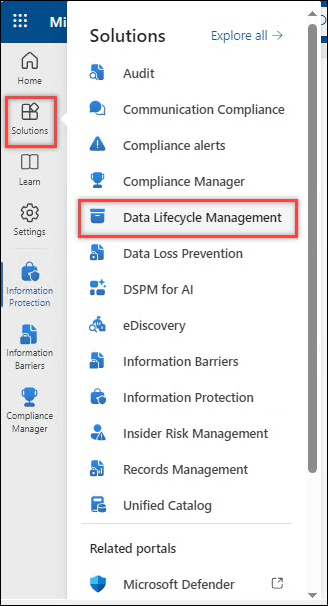 Mi
Solutions
Explore all →
Home
Solutions
Learn
Settings
Information
Protection
Information
Barriers
Compliance
Manager
Audit
Communication Compliance
Compliance alerts
Compliance Manager
Data Lifecycle Management
Data Loss Prevention
DSPM for AI
eDiscovery
Information Barriers
Information Protection
Insider Risk Management
Records Management
Unified Catalog
Related portals
Microsoft Defender